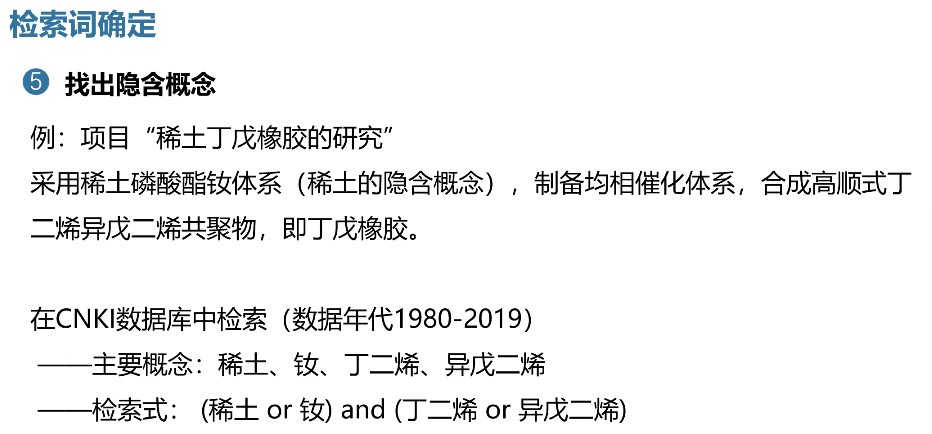 检索词确定
5 找出隐含概念
例：项目“稀土丁戊橡胶的研究”
采用稀土磷酸酯钕体系（稀土的隐含概念），制备均相催化体系，合成高顺式丁
二烯异戊二烯共聚物，即丁戊橡胶。
在CNKI数据库中检索（数据年代1980-2019）
——主要概念：稀土、钕、丁二烯、异戊二烯
——检索式： (稀土 or 钕) and (丁二烯 or 异戊二烯)